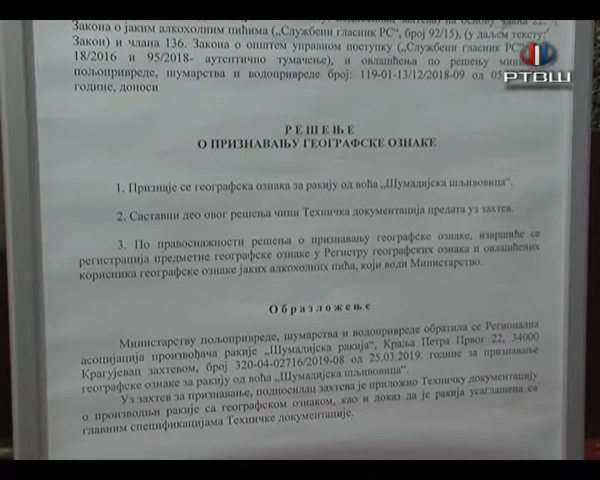 Закона о јаким алкохолним пићима („Службени гласник РС“, број 92/15), (у даљем тексту:
Закон) и члана 136. Закона о општем управном поступку („Службени гласник РС
18/2016 и 95/2018- аутентично тумачење), и овлашћења по решењу
пољопривреде, шумарства и водопривреде број: 119-01-13/12/2018-09 од
године, доноси
РТВШ
Р Е Ш Е Њ Е
О ПРИЗНАВАЊУ ГЕОГРАФСКЕ ОЗНАКЕ
1. Признаје се географска ознака за ракију од воћа „Шумадијска шљивовица“.
2. Саставни део овог решења чини Техничка документација предата уз захтев.
3. По правоснажности решења о признавању географске ознаке, извршиће се
регистрација предметне географске ознаке у Регистру географских ознака и овлашћених
корисника географске ознаке јаких алкохолних пића, који води Министарство.
О б р а з л о ж е њ е
Министарству пољопривреде, шумарства и водопривреде обратила се Регионална
асоцијација произвођача ракије „Шумадијска ракија“, Краља Петра Првог 22, 34000
Крагујевац захтевом, број 320-04-02716/2019-08 од 25.03.2019. године за признавање
географске ознаке за ракију од воћа „Шумадијска шљивовица“.
Уз захтев за признавање, подносилац захтева је приложио Техничку документацију
о производњи ракије са географском ознаком, као и доказ да је ракија усаглашена са
главним спецификацијама Техничке документације.